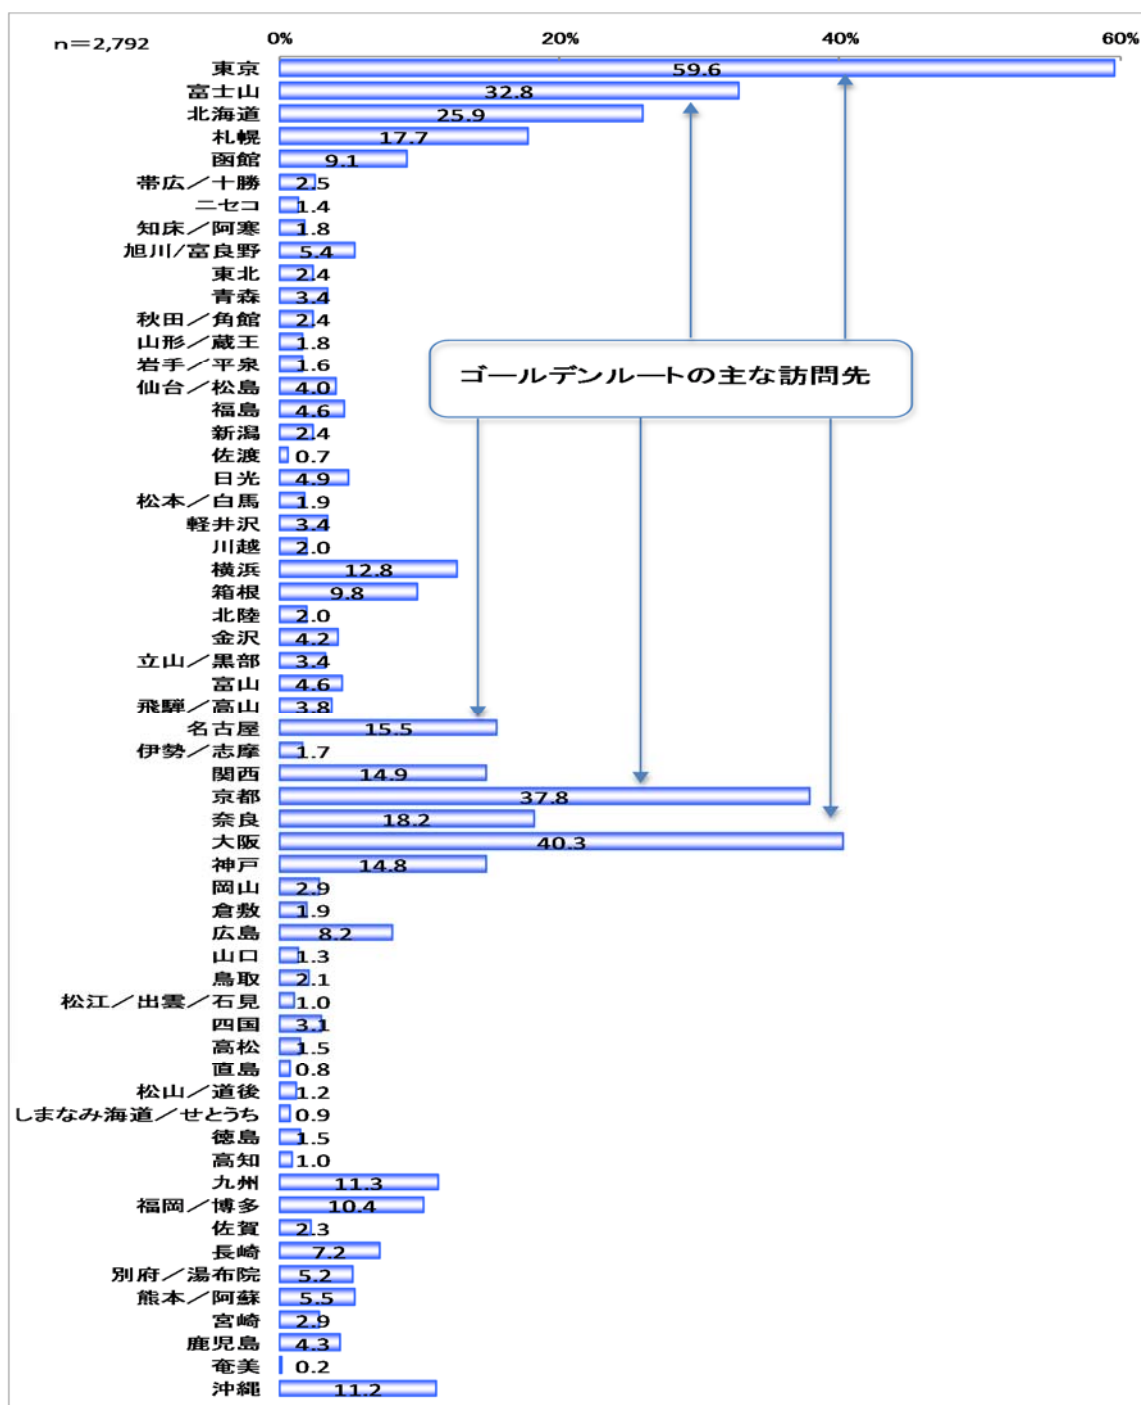 n＝2,792
0% 20% 40% 60%
東京 59.6
富士山 32.8
北海道 25.9
札幌 17.7
函館 9.1
帯広／十勝 2.5
ニセコ 1.4
知床／阿寒 1.8
旭川/富良野 5.4
東北 2.4
青森 3.4
秋田／角館 2.4
山形／蔵王 1.8
岩手／平泉 1.6
ゴールデンルートの主な訪問先
仙台／松島 4.0
福島 4.6
新潟 2.4
佐渡 0.7
日光 4.9
松本／白馬 1.9
軽井沢 3.4
川越 2.0
横浜 12.8
箱根 9.8
北陸 2.0
金沢 4.2
立山／黒部 3.4
富山 4.6
飛騨／高山 3.8
名古屋 15.5
伊勢／志摩 1.7
関西 14.9
京都 37.8
奈良 18.2
大阪 40.3
神戸 14.8
岡山 2.9
倉敷 1.9
広島 8.2
山口 1.3
鳥取 2.1
松江／出雲／石見 1.0
四国 3.1
高松 1.5
直島 0.8
松山／道後 1.2
しまなみ海道／せとうち 0.9
徳島 1.5
高知 1.0
九州 11.3
福岡／博多 10.4
佐賀 2.3
長崎 7.2
別府／湯布院 5.2
熊本／阿蘇 5.5
宮崎 2.9
鹿児島 4.3
奄美 0.2
沖縄 11.2